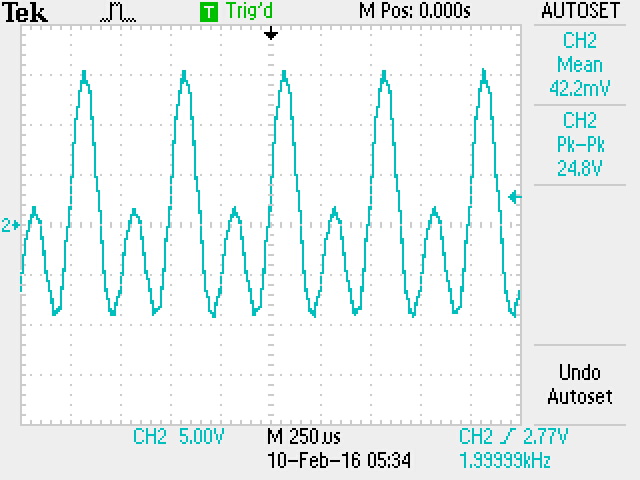 Tek T Trig'd M Pos: 0.000s AUTOSET
CH2
Mean
42.2mV
CH2
Pk-Pk
24.8V
2
Undo
Autoset
CH2 5.00V M 250µs CH2 2.77V
10-Feb-16 05:34 1.99999kHz